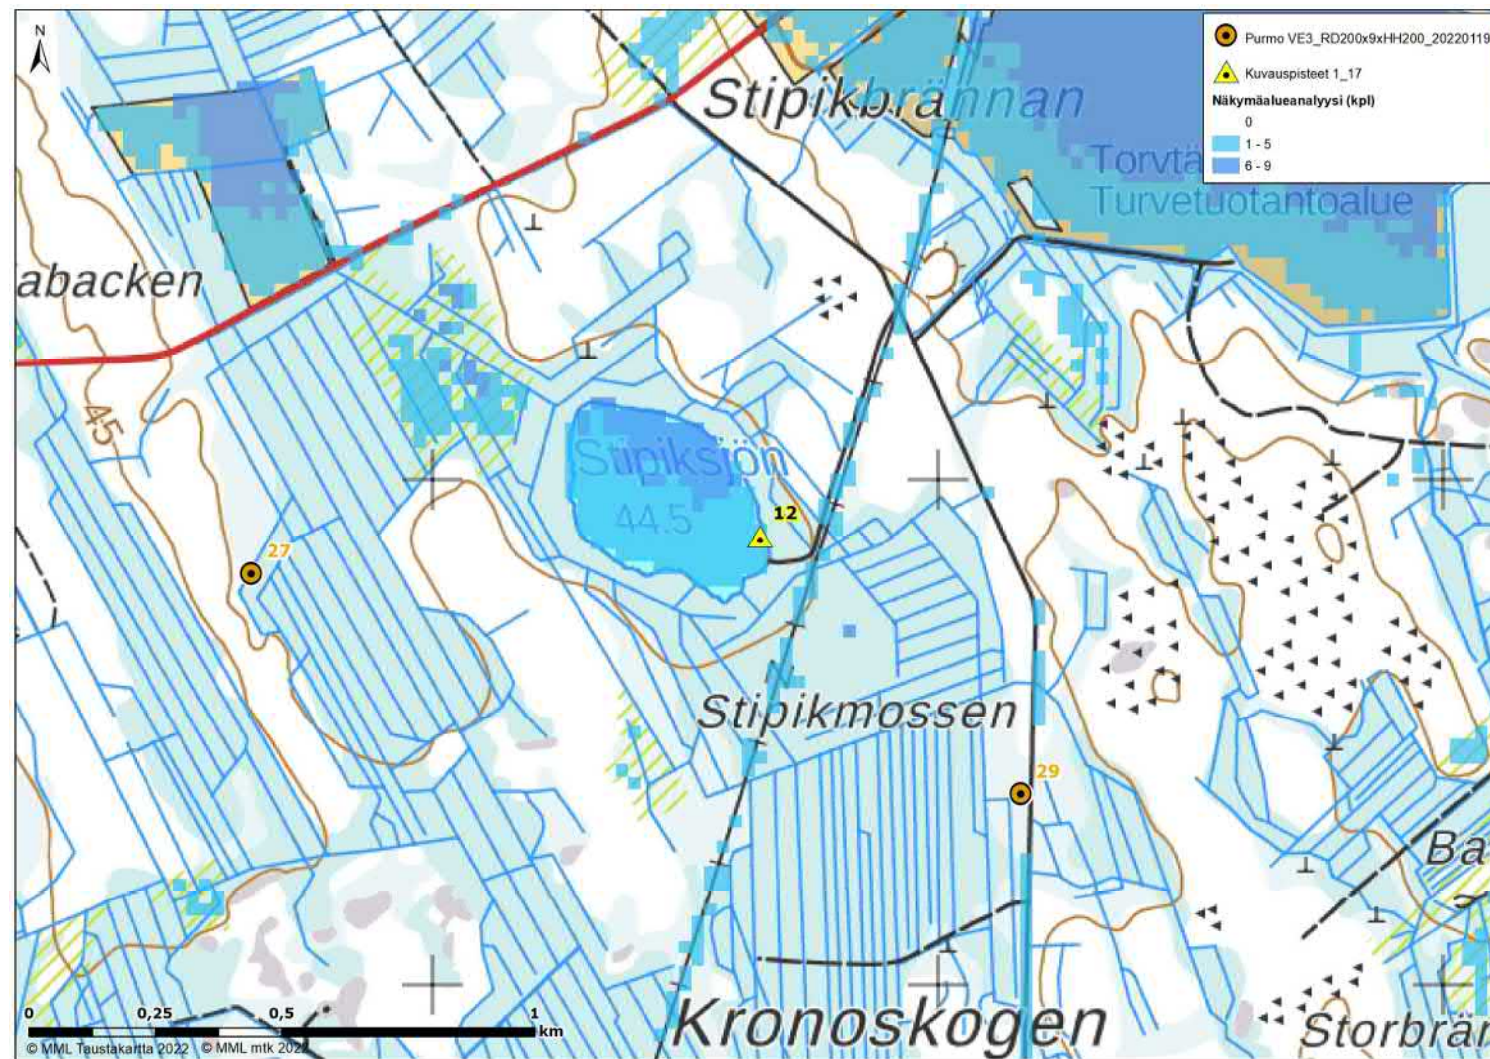 N
Purmo VE3_RD200x9xHH200_20220119
Kuvauspisteet 1_17
Näkymäalueanalyysi (kpl)
0
1 - 5
6 - 9
Stipikbrännan
Turvetuotantoalue
abacken
45
Stipiksjön
44.5
12
27
Stipikmossen
29
Ba
Kronoskogen
Storbrän
0
0,25
0,5
1
km
© MML Taustakartta 2022
© MML mtk 2022